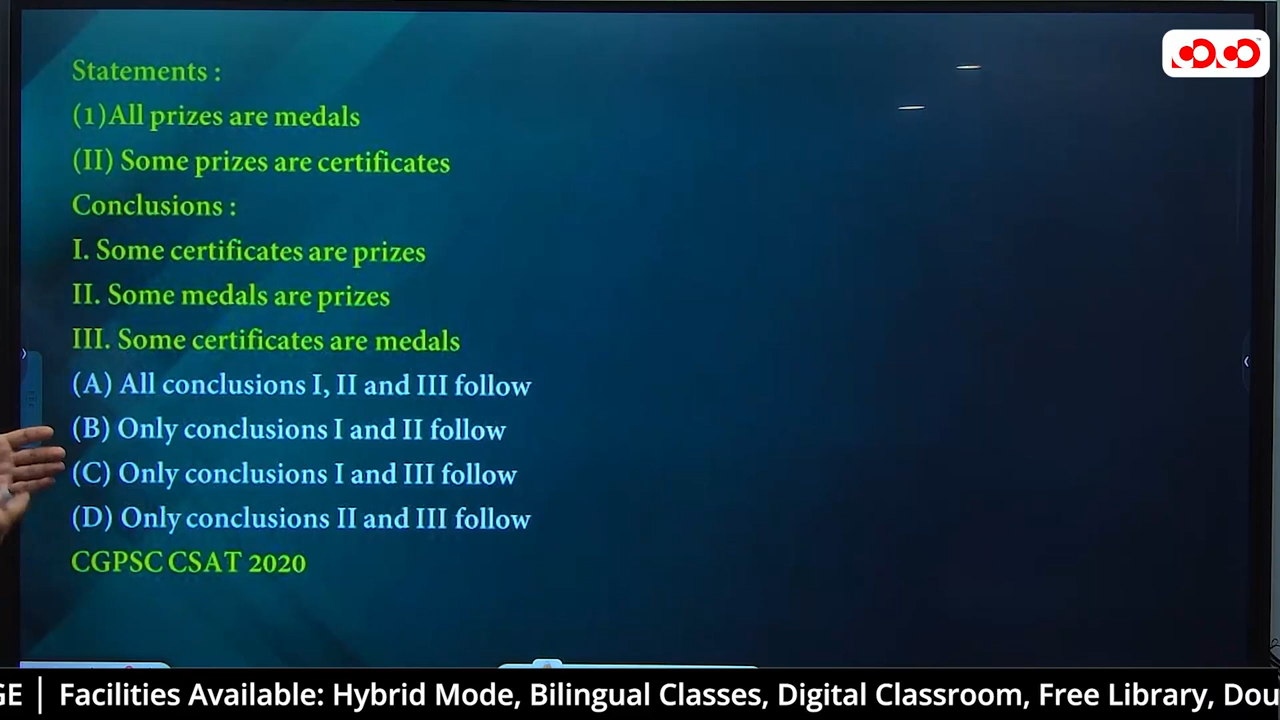 Statements :
(1)All prizes are medals
(II) Some prizes are certificates
Conclusions :
I. Some certificates are prizes
II. Some medals are prizes
III. Some certificates are medals
(A) All conclusions I, II and III follow
(B) Only conclusions I and II follow
(C) Only conclusions I and III follow
(D) Only conclusions II and III follow
CGPSC CSAT 2020
GE | Facilities Available: Hybrid Mode, Bilingual Classes, Digital Classroom, Free Library, Dou